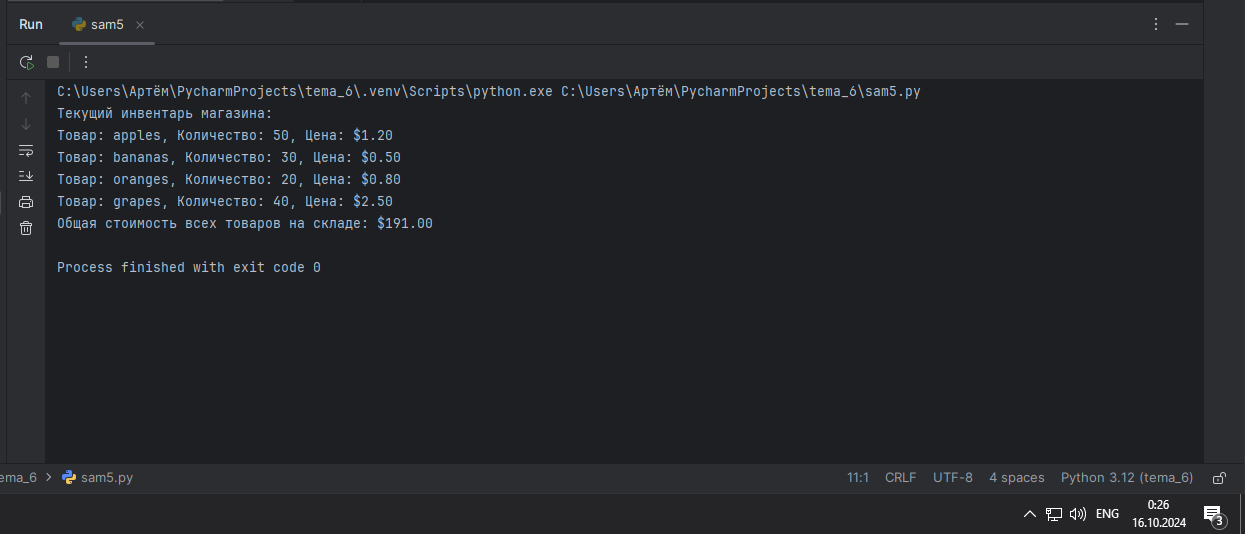 Run sam5
C:\Users\Артём\PycharmProjects\tema_6\.venv\Scripts\python.exe C:\Users\Артём\PycharmProjects\tema_6\sam5.py
Текущий инвентарь магазина:
Товар: apples, Количество: 50, Цена: $1.20
Товар: bananas, Количество: 30, Цена: $0.50
Товар: oranges, Количество: 20, Цена: $0.80
Товар: grapes, Количество: 40, Цена: $2.50
Общая стоимость всех товаров на складе: $191.00
Process finished with exit code 0
ema_6 > sam5.py 11:1 CRLF UTF-8 4 spaces Python 3.12 (tema_6)
ENG 0:26
16.10.2024 3